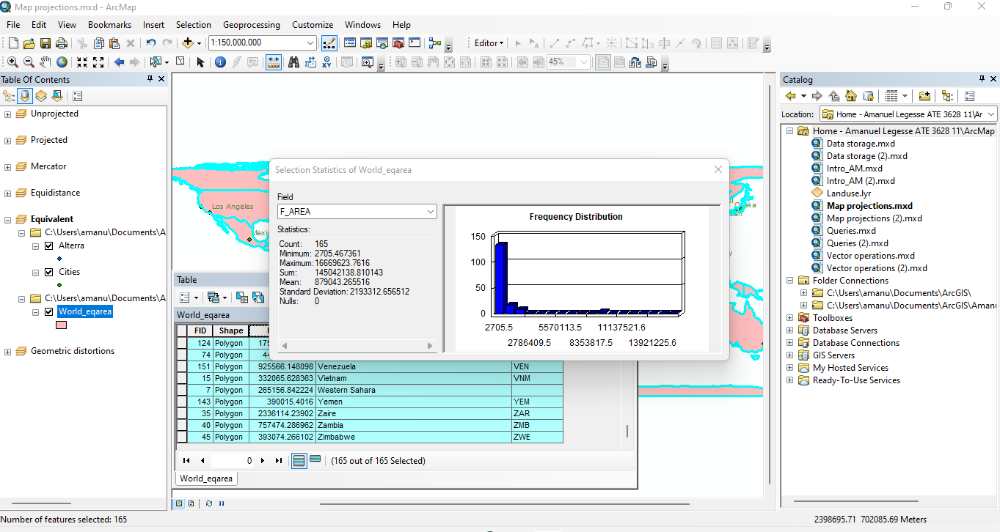 Map projections.mxd - ArcMap
File Edit View Bookmarks Insert Selection Geoprocessing Customize Windows Help
1:150,000,000
Editor
45%
Table Of Contents
Unprojected
Projected
Mercator
Equidistance
Equivalent
C:\Users\amanu\Documents\A
Alterra
Cities
C:\Users\amanu\Documents\A
World_eqarea
Geometric distortions
Los Angeles
Mexic
Selection Statistics of World_eqarea
Field
F_AREA
Statistics:
Count: 165
Minimum: 2705.467361
Maximum: 16669623.7616
Sum: 145042138.810143
Mean: 879043.265516
Standard Deviation: 2193312.656512
Nulls: 0
Frequency Distribution
150
100
50
0
2705.5 5570113.5 11137521.6
2786409.5 8353817.5 13921225.6
Table
World_eqarea
FID Shape
124 Polygon 175
74 Polygon 44
151 Polygon 925566.148098 Venezuela VEN
15 Polygon 332065.628363 Vietnam VNM
7 Polygon 265156.842224 Western Sahara
143 Polygon 390015.4016 Yemen YEM
35 Polygon 2336114.23902 Zaire ZAR
40 Polygon 757474.286962 Zambia ZMB
45 Polygon 393074.266102 Zimbabwe ZWE
0
(165 out of 165 Selected)
World_eqarea
Catalog
Location: Home - Amanuel Legesse ATE 3628 11\Ar
Home - Amanuel Legesse ATE 3628 11\ArcMap
Data storage.mxd
Data storage (2).mxd
Intro_AM.mxd
Intro_AM (2).mxd
Landuse.lyr
Map projections.mxd
Map projections (2).mxd
Queries.mxd
Queries (2).mxd
Vector operations.mxd
Vector operations (2).mxd
Folder Connections
C:\Users\amanu\Documents\ArcGIS\
C:\Users\amanu\Documents\ArcGIS\Amanu
Toolboxes
Database Servers
Database Connections
GIS Servers
My Hosted Services
Ready-To-Use Services
Number of features selected: 165
2398695.71 702085.69 Meters